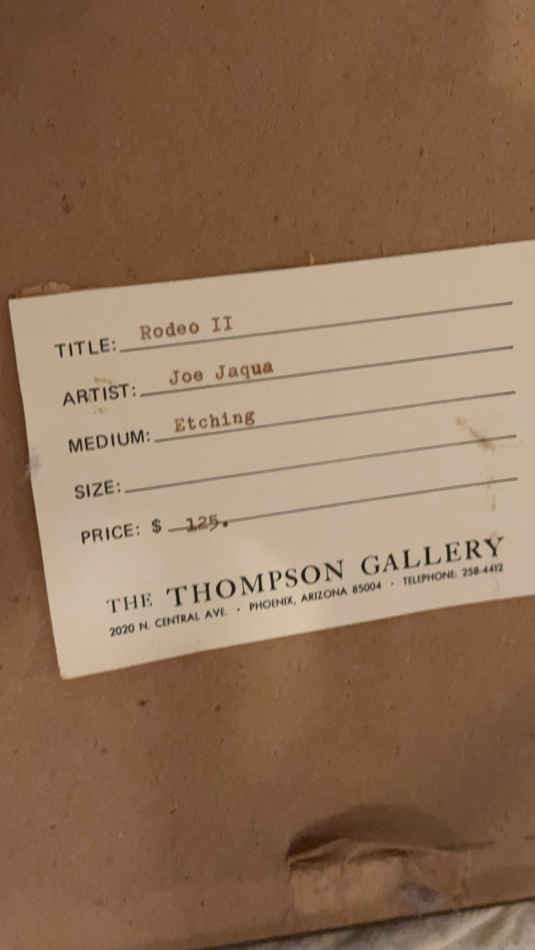 TITLE: Rodeo II
ARTIST: Joe Jaqua
MEDIUM: Etching
SIZE:
PRICE: $ 125.
THE THOMPSON GALLERY
2020 N. CENTRAL AVE. · PHOENIX, ARIZONA 85004 · TELEPHONE: 258-4412